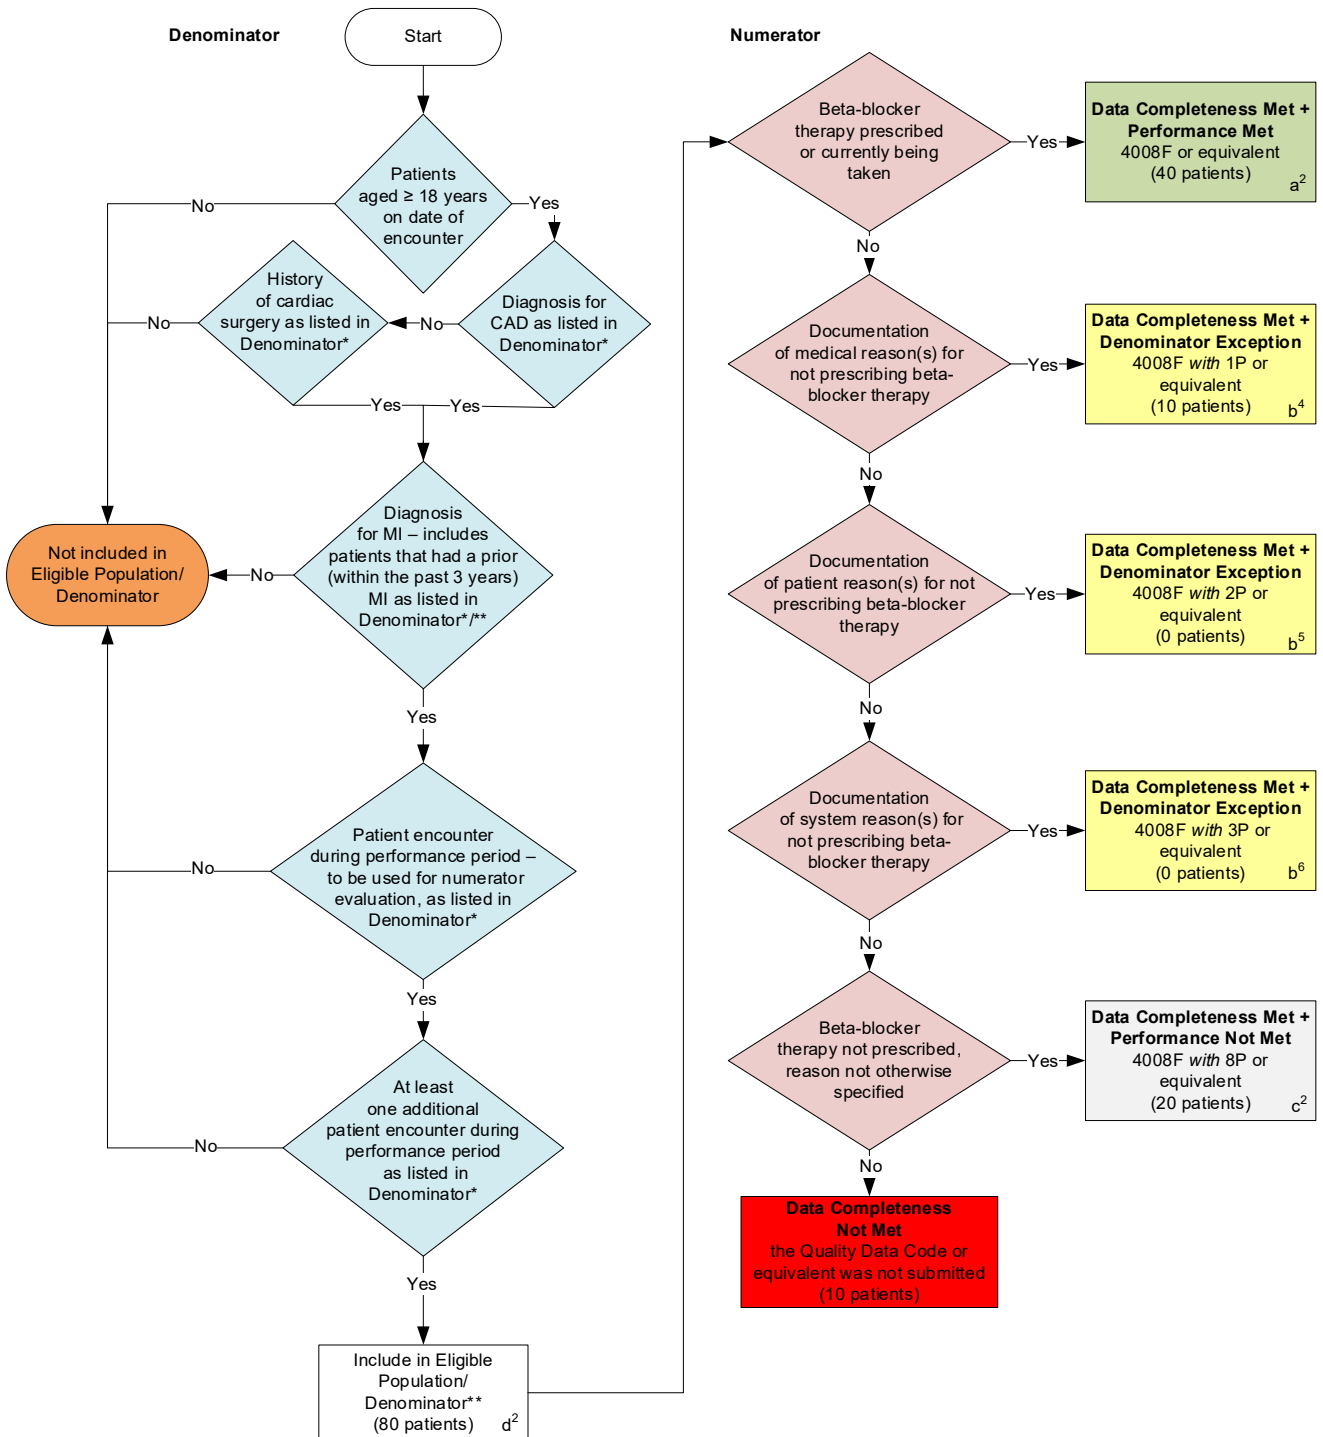 Denominator
Start
Patients
aged ≥ 18 years
on date of
encounter
No
Yes
Diagnosis for
CAD as listed in
Denominator*
No
History
of cardiac
surgery as listed in
Denominator*
No
Yes
Yes
Diagnosis
for MI – includes
patients that had a prior
(within the past 3 years)
MI as listed in
Denominator*/**
No
Not included in
Eligible Population/
Denominator
Yes
Patient encounter
during performance period –
to be used for numerator
evaluation, as listed in
Denominator*
No
Yes
At least
one additional
patient encounter during
performance period
as listed in
Denominator*
No
Yes
Include in Eligible
Population/
Denominator**
(80 patients)
d²
Numerator
Beta-blocker
therapy prescribed
or currently being
taken
Yes
Data Completeness Met +
Performance Met
4008F or equivalent
(40 patients)
a²
No
Documentation
of medical reason(s) for
not prescribing beta-
blocker therapy
Yes
Data Completeness Met +
Denominator Exception
4008F with 1P or
equivalent
(10 patients)
b⁴
No
Documentation
of patient reason(s) for not
prescribing beta-blocker
therapy
Yes
Data Completeness Met +
Denominator Exception
4008F with 2P or
equivalent
(0 patients)
b⁵
No
Documentation
of system reason(s) for
not prescribing beta-
blocker therapy
Yes
Data Completeness Met +
Denominator Exception
4008F with 3P or
equivalent
(0 patients)
b⁶
No
Beta-blocker
therapy not prescribed,
reason not otherwise
specified
Yes
Data Completeness Met +
Performance Not Met
4008F with 8P or
equivalent
(20 patients)
c²
No
Data Completeness
Not Met
the Quality Data Code or
equivalent was not submitted
(10 patients)